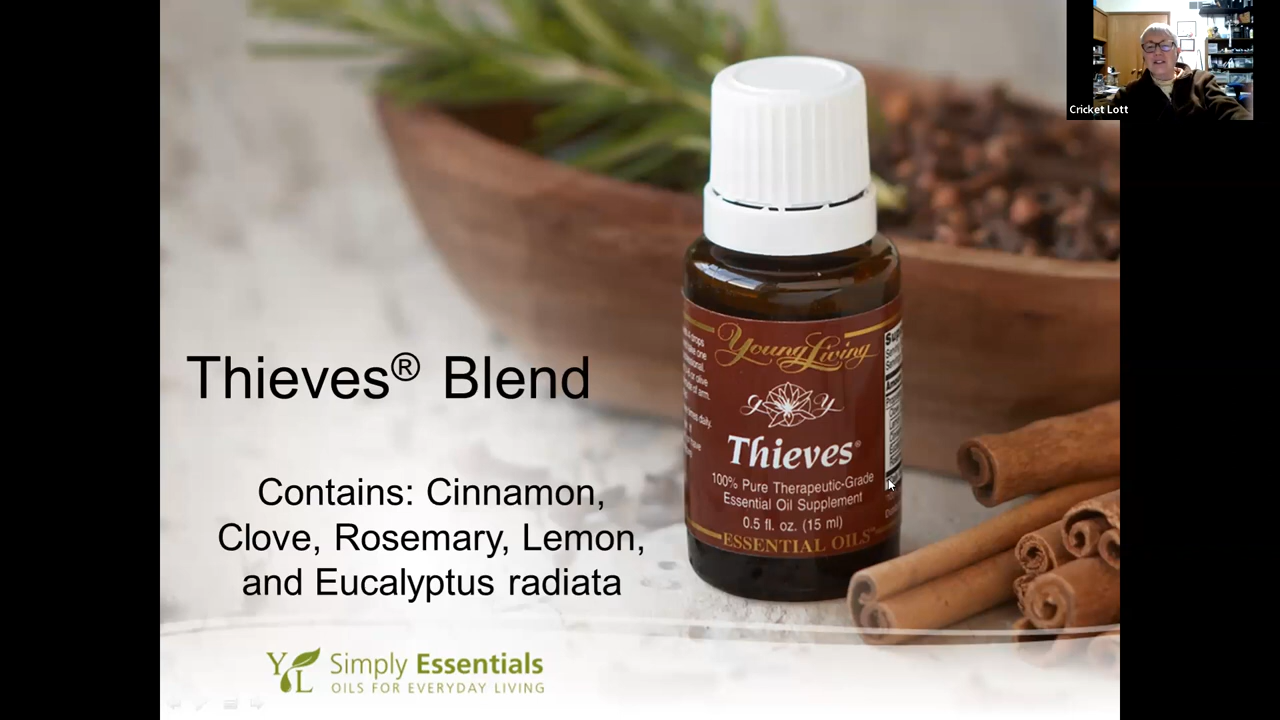 Cricket Lott
Thieves® Blend
Contains: Cinnamon,
Clove, Rosemary, Lemon,
and Eucalyptus radiata
Young Living
Thieves®
100% Pure Therapeutic-Grade
Essential Oil Supplement
0.5 fl. oz. (15 ml)
ESSENTIAL OILS
YL Simply Essentials
OILS FOR EVERYDAY LIVING